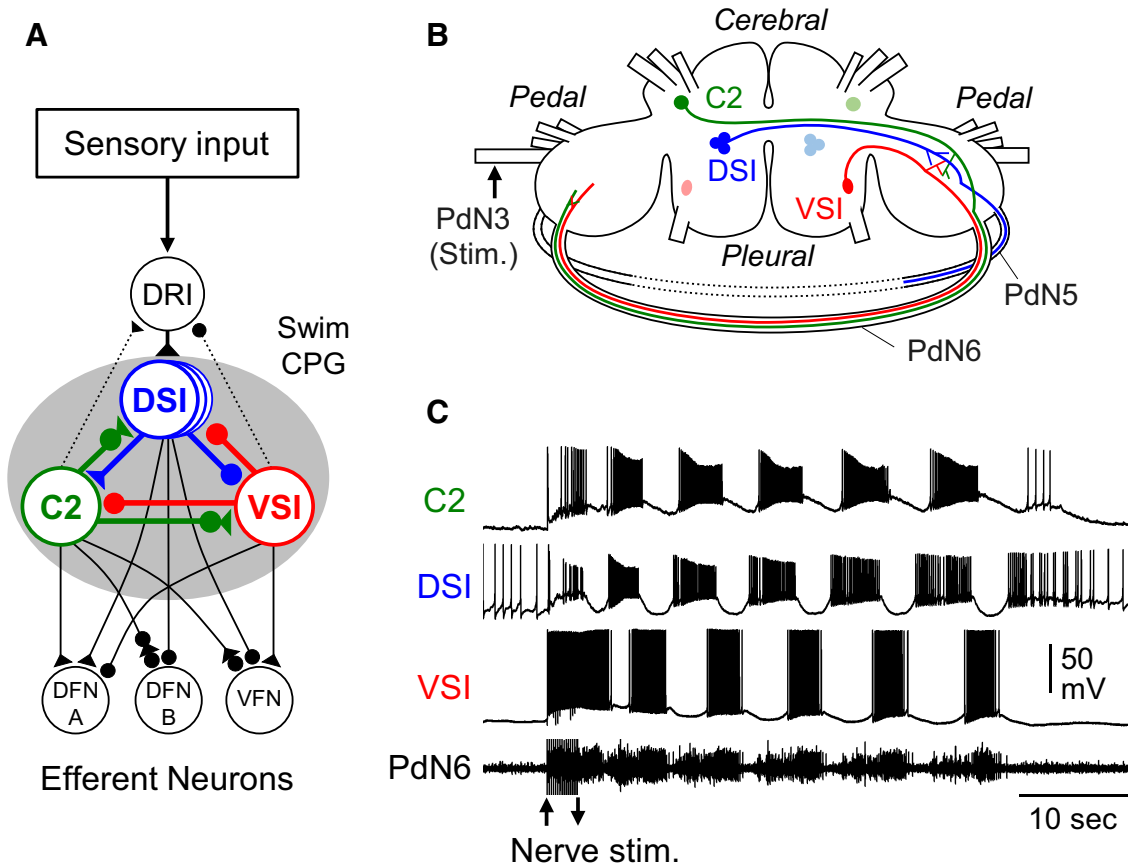 A
Sensory input
DRI
Swim
CPG
DSI
C2
VSI
DFN
A
DFN
B
VFN
Efferent Neurons
B
Cerebral
Pedal
Pedal
C2
DSI
VSI
PdN3
(Stim.)
Pleural
PdN5
PdN6
C
C2
DSI
VSI
50
mV
PdN6
10 sec
Nerve stim.